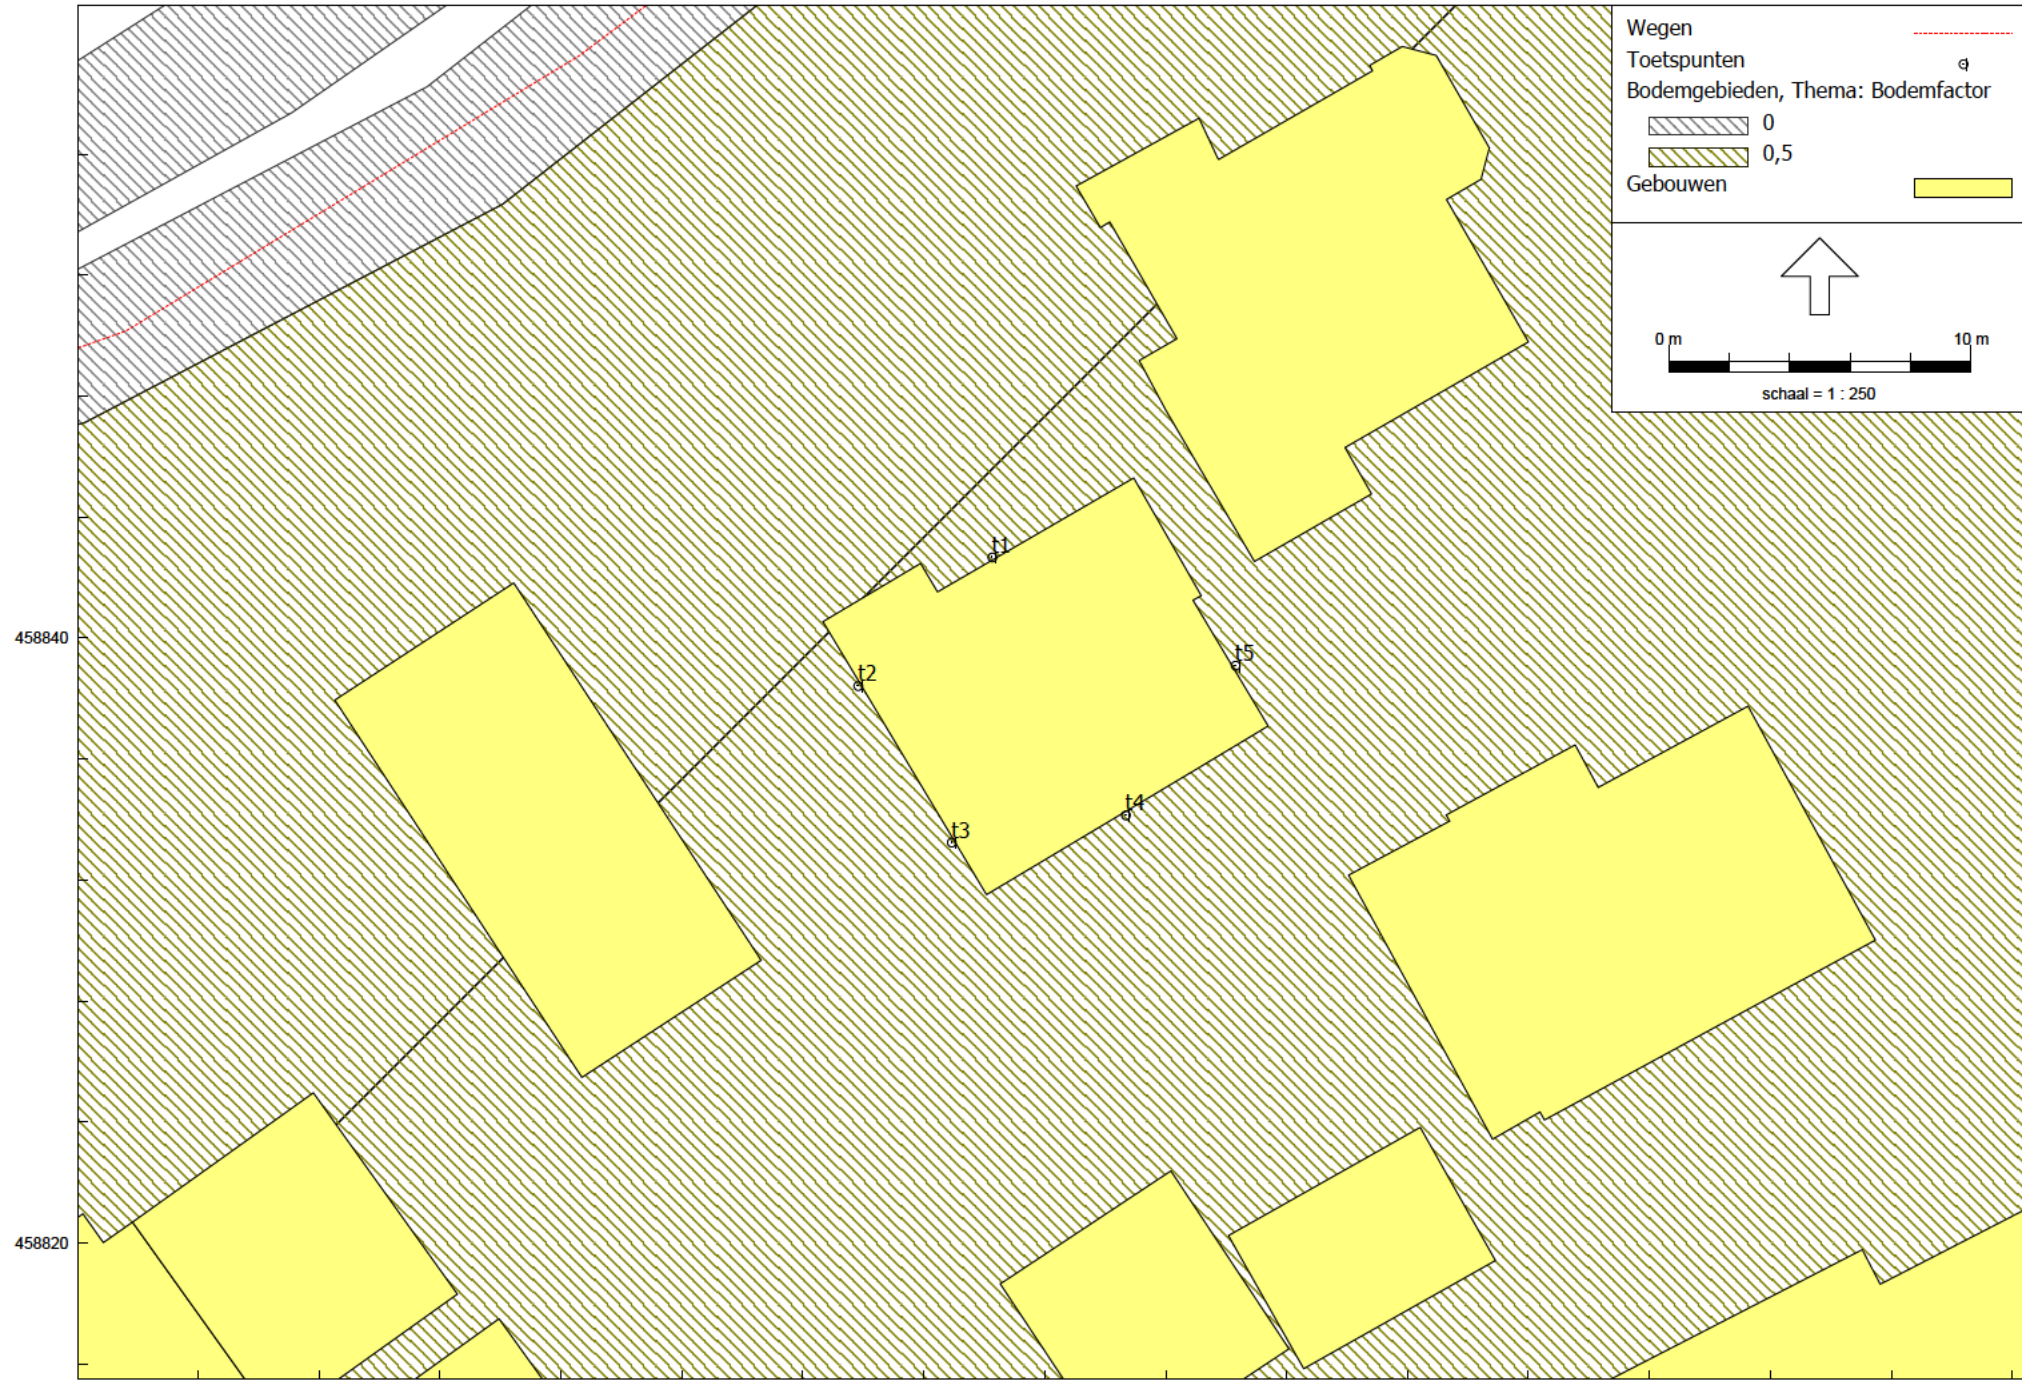 Wegen
Toetspunten
Bodemgebieden, Thema: Bodemfactor
0
0,5
Gebouwen
0 m 10 m
schaal = 1 : 250
t1
458840
t5
t2
t4
t3
458820